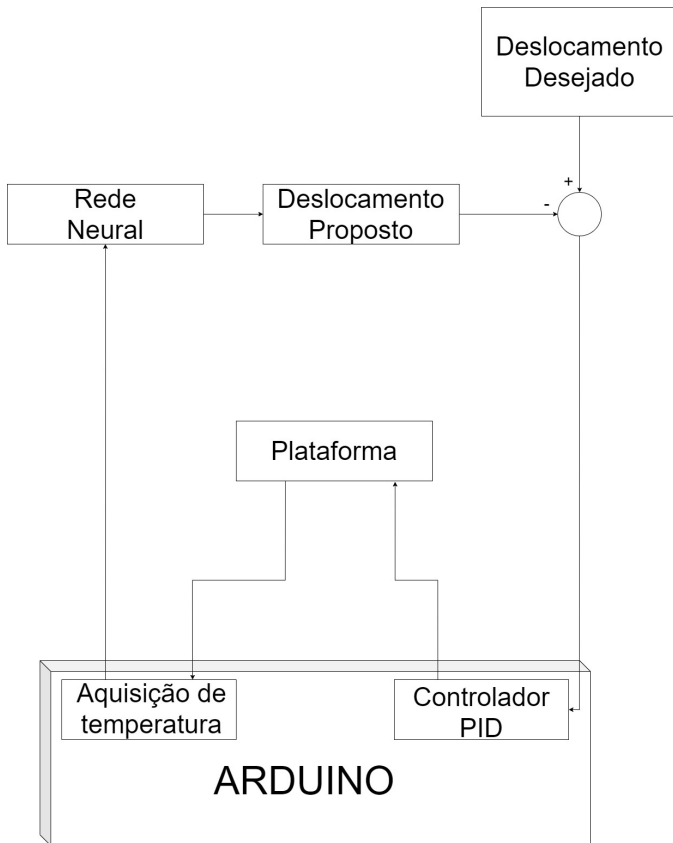 Deslocamento
Desejado
+
-
Rede
Neural
Deslocamento
Proposto
Plataforma
Aquisição de
temperatura
Controlador
PID
ARDUINO